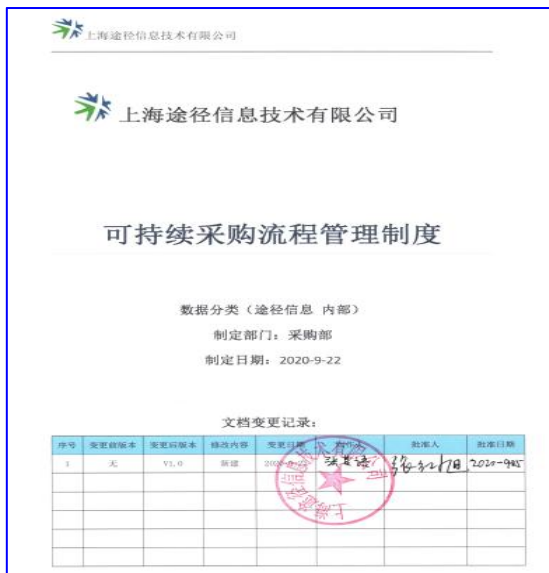 上海途径信息技术有限公司
上海途径信息技术有限公司
可持续采购流程管理制度
数据分类（途径信息 内部）
制定部门：采购部
制定日期：2020-9-22
文档变更记录：
序号 变更前版本 变更后版本 修改内容 变更日期 批准人 批准日期
1 无 V1.0 新建